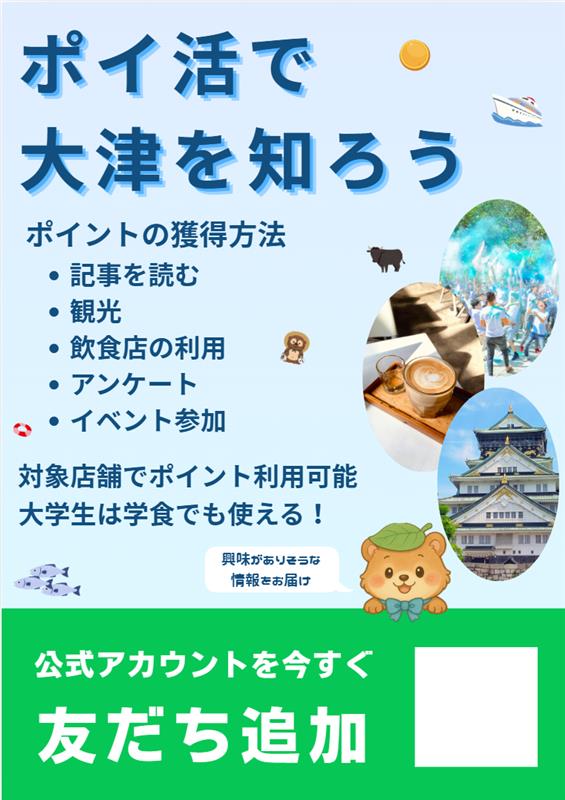 ポイ活で
大津を知ろう
ポイントの獲得方法
• 記事を読む
• 観光
• 飲食店の利用
• アンケート
• イベント参加
対象店舗でポイント利用可能
大学生は学食でも使える！
興味がありそうな
情報をお届け
公式アカウントを今すぐ
友だち追加